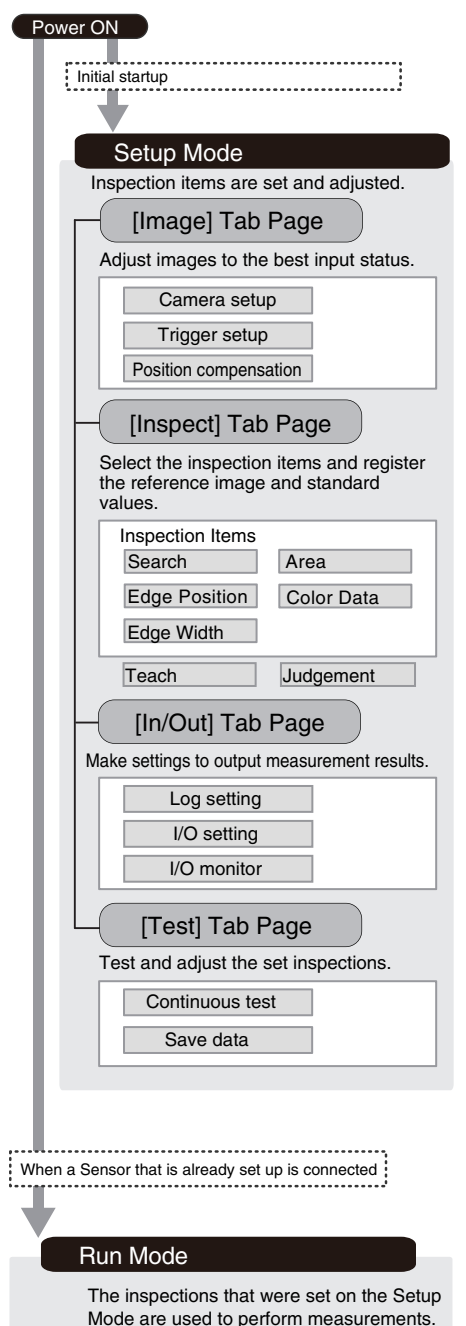 Power ON
Initial startup
Setup Mode
Inspection items are set and adjusted.
[Image] Tab Page
Adjust images to the best input status.
Camera setup
Trigger setup
Position compensation
[Inspect] Tab Page
Select the inspection items and register
the reference image and standard
values.
Inspection Items
Search
Area
Edge Position
Color Data
Edge Width
Teach
Judgement
[In/Out] Tab Page
Make settings to output measurement results.
Log setting
I/O setting
I/O monitor
[Test] Tab Page
Test and adjust the set inspections.
Continuous test
Save data
When a Sensor that is already set up is connected
Run Mode
The inspections that were set on the Setup
Mode are used to perform measurements.